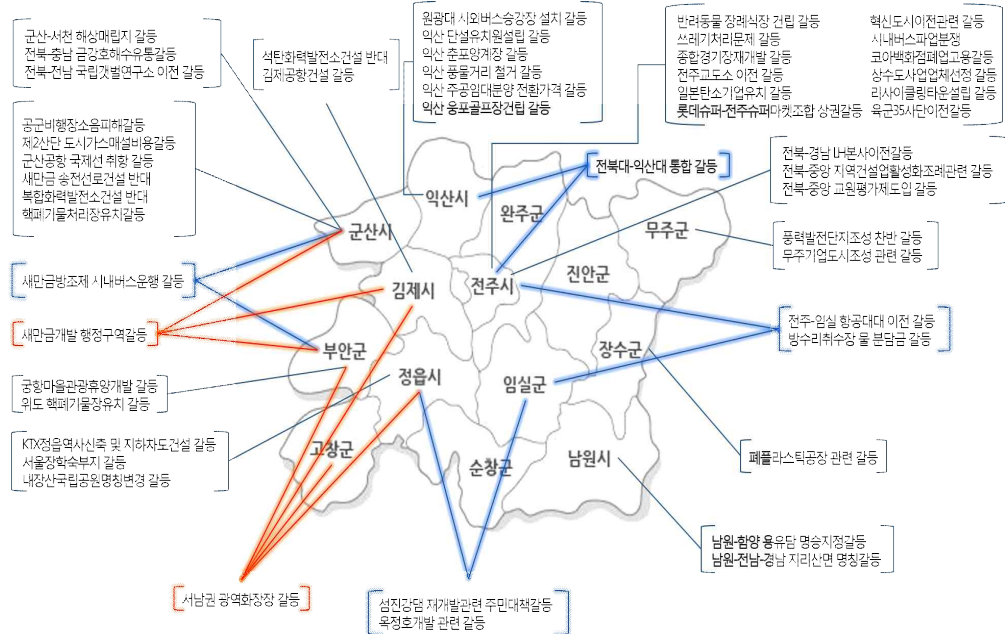 군산-서천 해상매립지 갈등
전북-충남 금강호해수유통갈등
전북-전남 국립갯벌연구소 이전 갈등
석탄화력발전소건설 반대
김제공항건설 갈등
원광대 시외버스승강장 설치 갈등
익산 단설유치원설립 갈등
익산 춘포양계장 갈등
익산 풍물거리 철거 갈등
익산 주공임대분양 전환가격 갈등
익산 웅포골프장건립 갈등
반려동물 장례식장 건립 갈등
쓰레기처리문제 갈등
종합경기장재개발 갈등
전주교도소 이전 갈등
일본탄소기업유치 갈등
롯데슈퍼-전주슈퍼마켓조합 상권갈등
혁신도시이전관련 갈등
시내버스파업분쟁
코아백화점폐업고용갈등
상수도사업업체선정 갈등
리사이클링타운설립 갈등
육군35사단이전갈등
공군비행장소음피해갈등
제2산단 도시가스매설비용갈등
군산공항 국제선 취항 갈등
새만금 송전선로건설 반대
복합화력발전소건설 반대
핵폐기물처리장유치갈등
전북대-익산대 통합 갈등
전북-경남 LH본사이전갈등
전북-중앙 지역건설업활성화조례관련 갈등
전북-중앙 교원평가제도입 갈등
익산시
완주군
군산시
무주군
풍력발전단지조성 찬반 갈등
무주기업도시조성 관련 갈등
새만금방조제 시내버스운행 갈등
김제시
전주시
진안군
새만금개발 행정구역갈등
전주-임실 항공대대 이전 갈등
방수리취수장 물 분담금 갈등
부안군
장수군
정읍시
임실군
궁항마을관광휴양개발 갈등
위도 핵폐기물장유치 갈등
KTX정읍역사신축 및 지하차도건설 갈등
서울장학숙부지 갈등
내장산국립공원명칭변경 갈등
고창군
순창군
남원시
폐플라스틱공장 관련 갈등
남원-함양 용유담 명승지정갈등
남원-전남-경남 지리산면 명칭갈등
서남권 광역화장장 갈등
섬진강댐 재개발관련 주민대책갈등
옥정호개발 관련 갈등